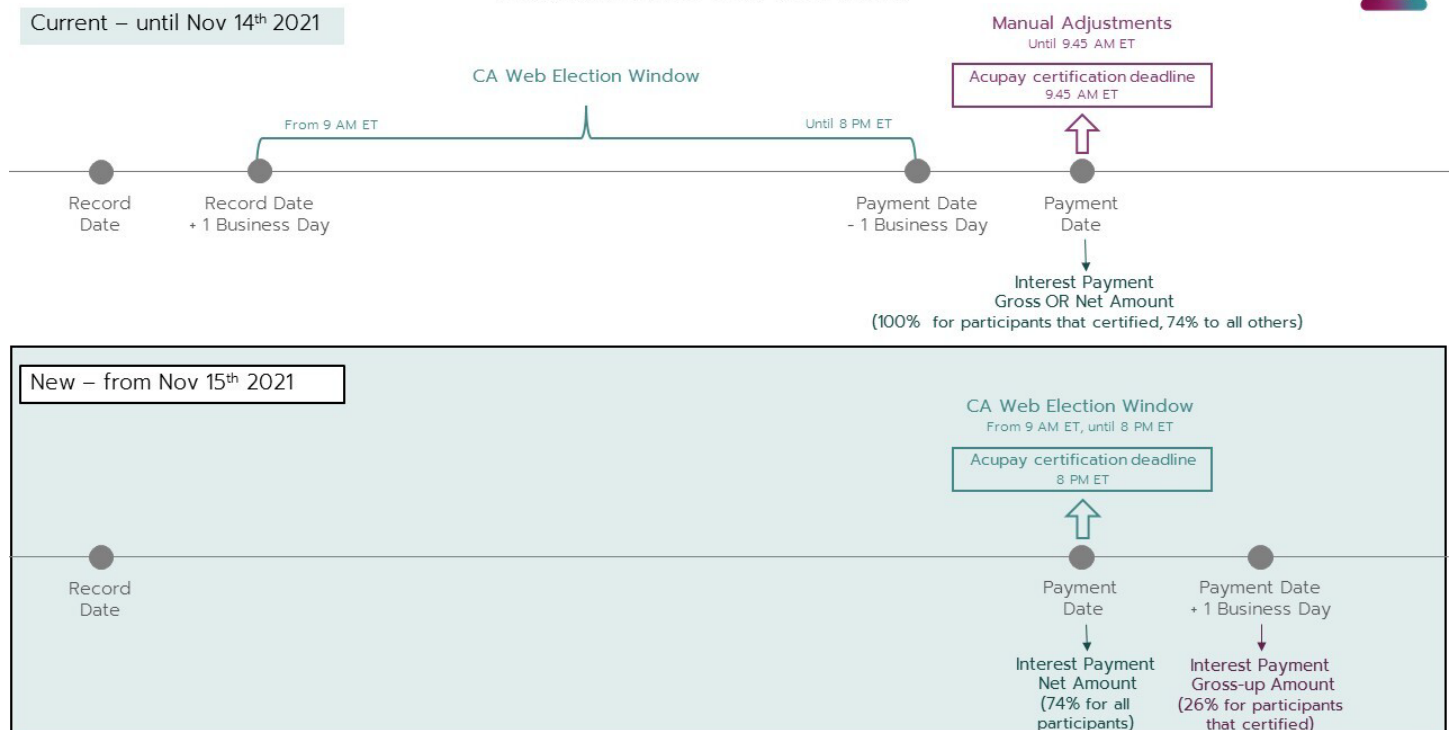 Current – until Nov 14th 2021
Manual Adjustments
Until 9.45 AM ET
Acupay certification deadline
9.45 AM ET
CA Web Election Window
From 9 AM ET
Until 8 PM ET
Record
Date
Record Date
+ 1 Business Day
Payment Date
- 1 Business Day
Payment
Date
Interest Payment
Gross OR Net Amount
(100% for participants that certified, 74% to all others)
New – from Nov 15th 2021
CA Web Election Window
From 9 AM ET, until 8 PM ET
Acupay certification deadline
8 PM ET
Record
Date
Payment
Date
Payment Date
+ 1 Business Day
Interest Payment
Net Amount
(74% for all
participants)
Interest Payment
Gross-up Amount
(26% for participants
that certified)